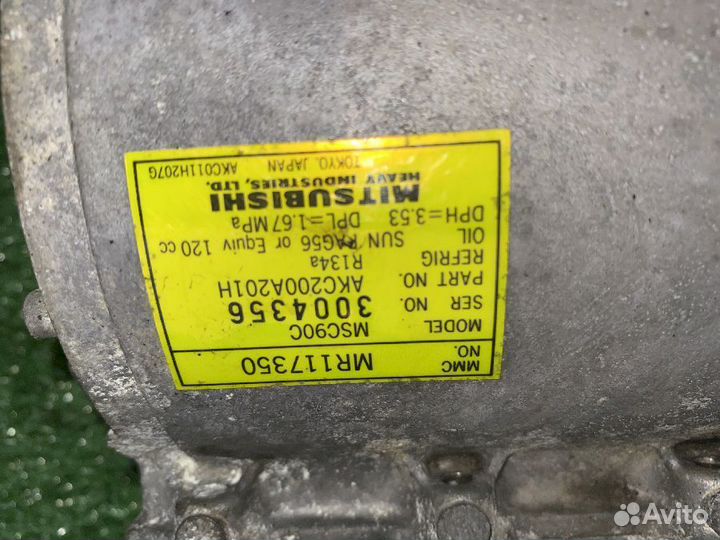 MMC NO. MR117350
MODEL MSC90C
SER NO. 3004356
PART NO. AKC200A201H
REFRIG R134a
OIL SUN PAG56 or Equiv 120 cc
DPH=3.53 DPL=1.67MPa
MITSUBISHI
HEAVY INDUSTRIES, LTD.
TOKYO, JAPAN AKC011H207G
Avito